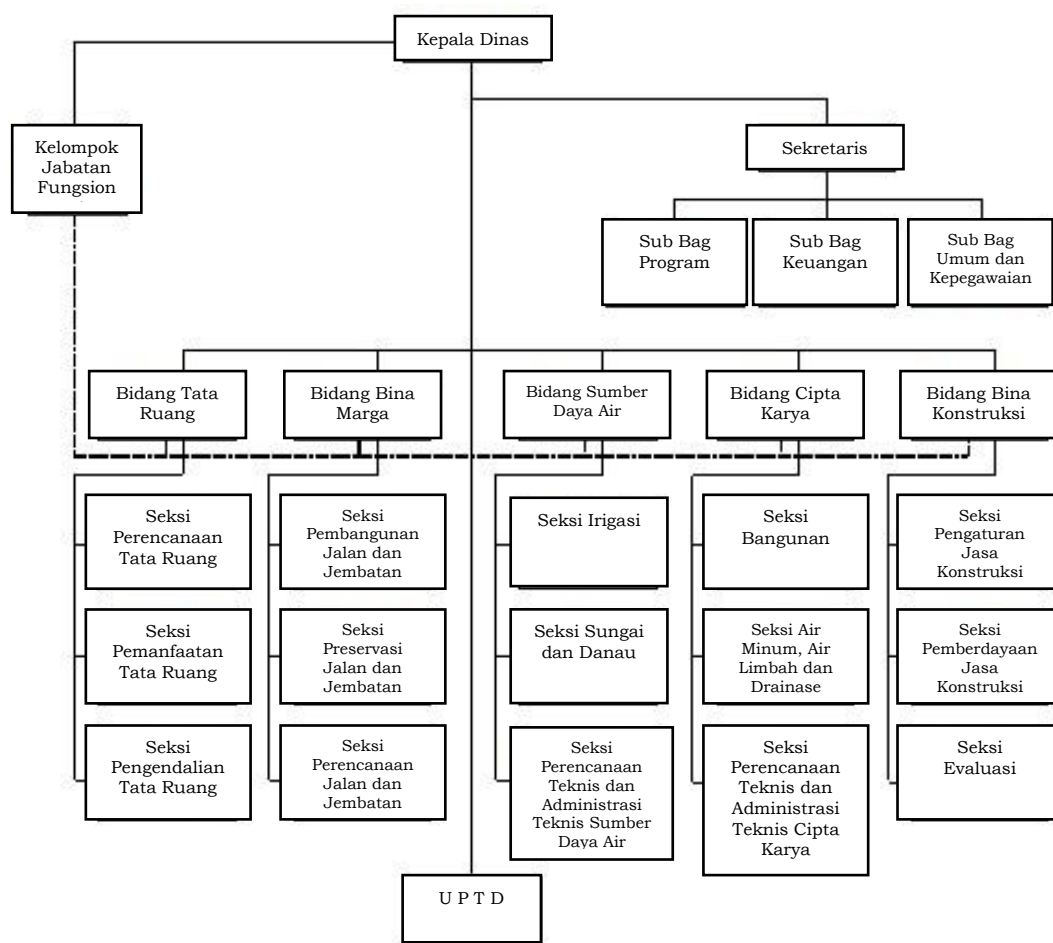 Kepala Dinas
Kelompok
Jabatan
Fungsion
Sekretaris
Sub Bag
Program
Sub Bag
Keuangan
Sub Bag
Umum dan
Kepegawaian
Bidang Tata
Ruang
Bidang Bina
Marga
Bidang Sumber
Daya Air
Bidang Cipta
Karya
Bidang Bina
Konstruksi
Seksi
Perencanaan
Tata Ruang
Seksi
Pembangunan
Jalan dan
Jembatan
Seksi Irigasi
Seksi
Bangunan
Seksi
Pengaturan
Jasa
Konstruksi
Seksi
Pemanfaatan
Tata Ruang
Seksi
Preservasi
Jalan dan
Jembatan
Seksi Sungai
dan Danau
Seksi Air
Minum, Air
Limbah dan
Drainase
Seksi
Pemberdayaan
Jasa
Konstruksi
Seksi
Pengendalian
Tata Ruang
Seksi
Perencanaan
Jalan dan
Jembatan
Seksi
Perencanaan
Teknis dan
Administrasi
Teknis Sumber
Daya Air
Seksi
Perencanaan
Teknis dan
Administrasi
Teknis Cipta
Karya
Seksi
Evaluasi
U P T D